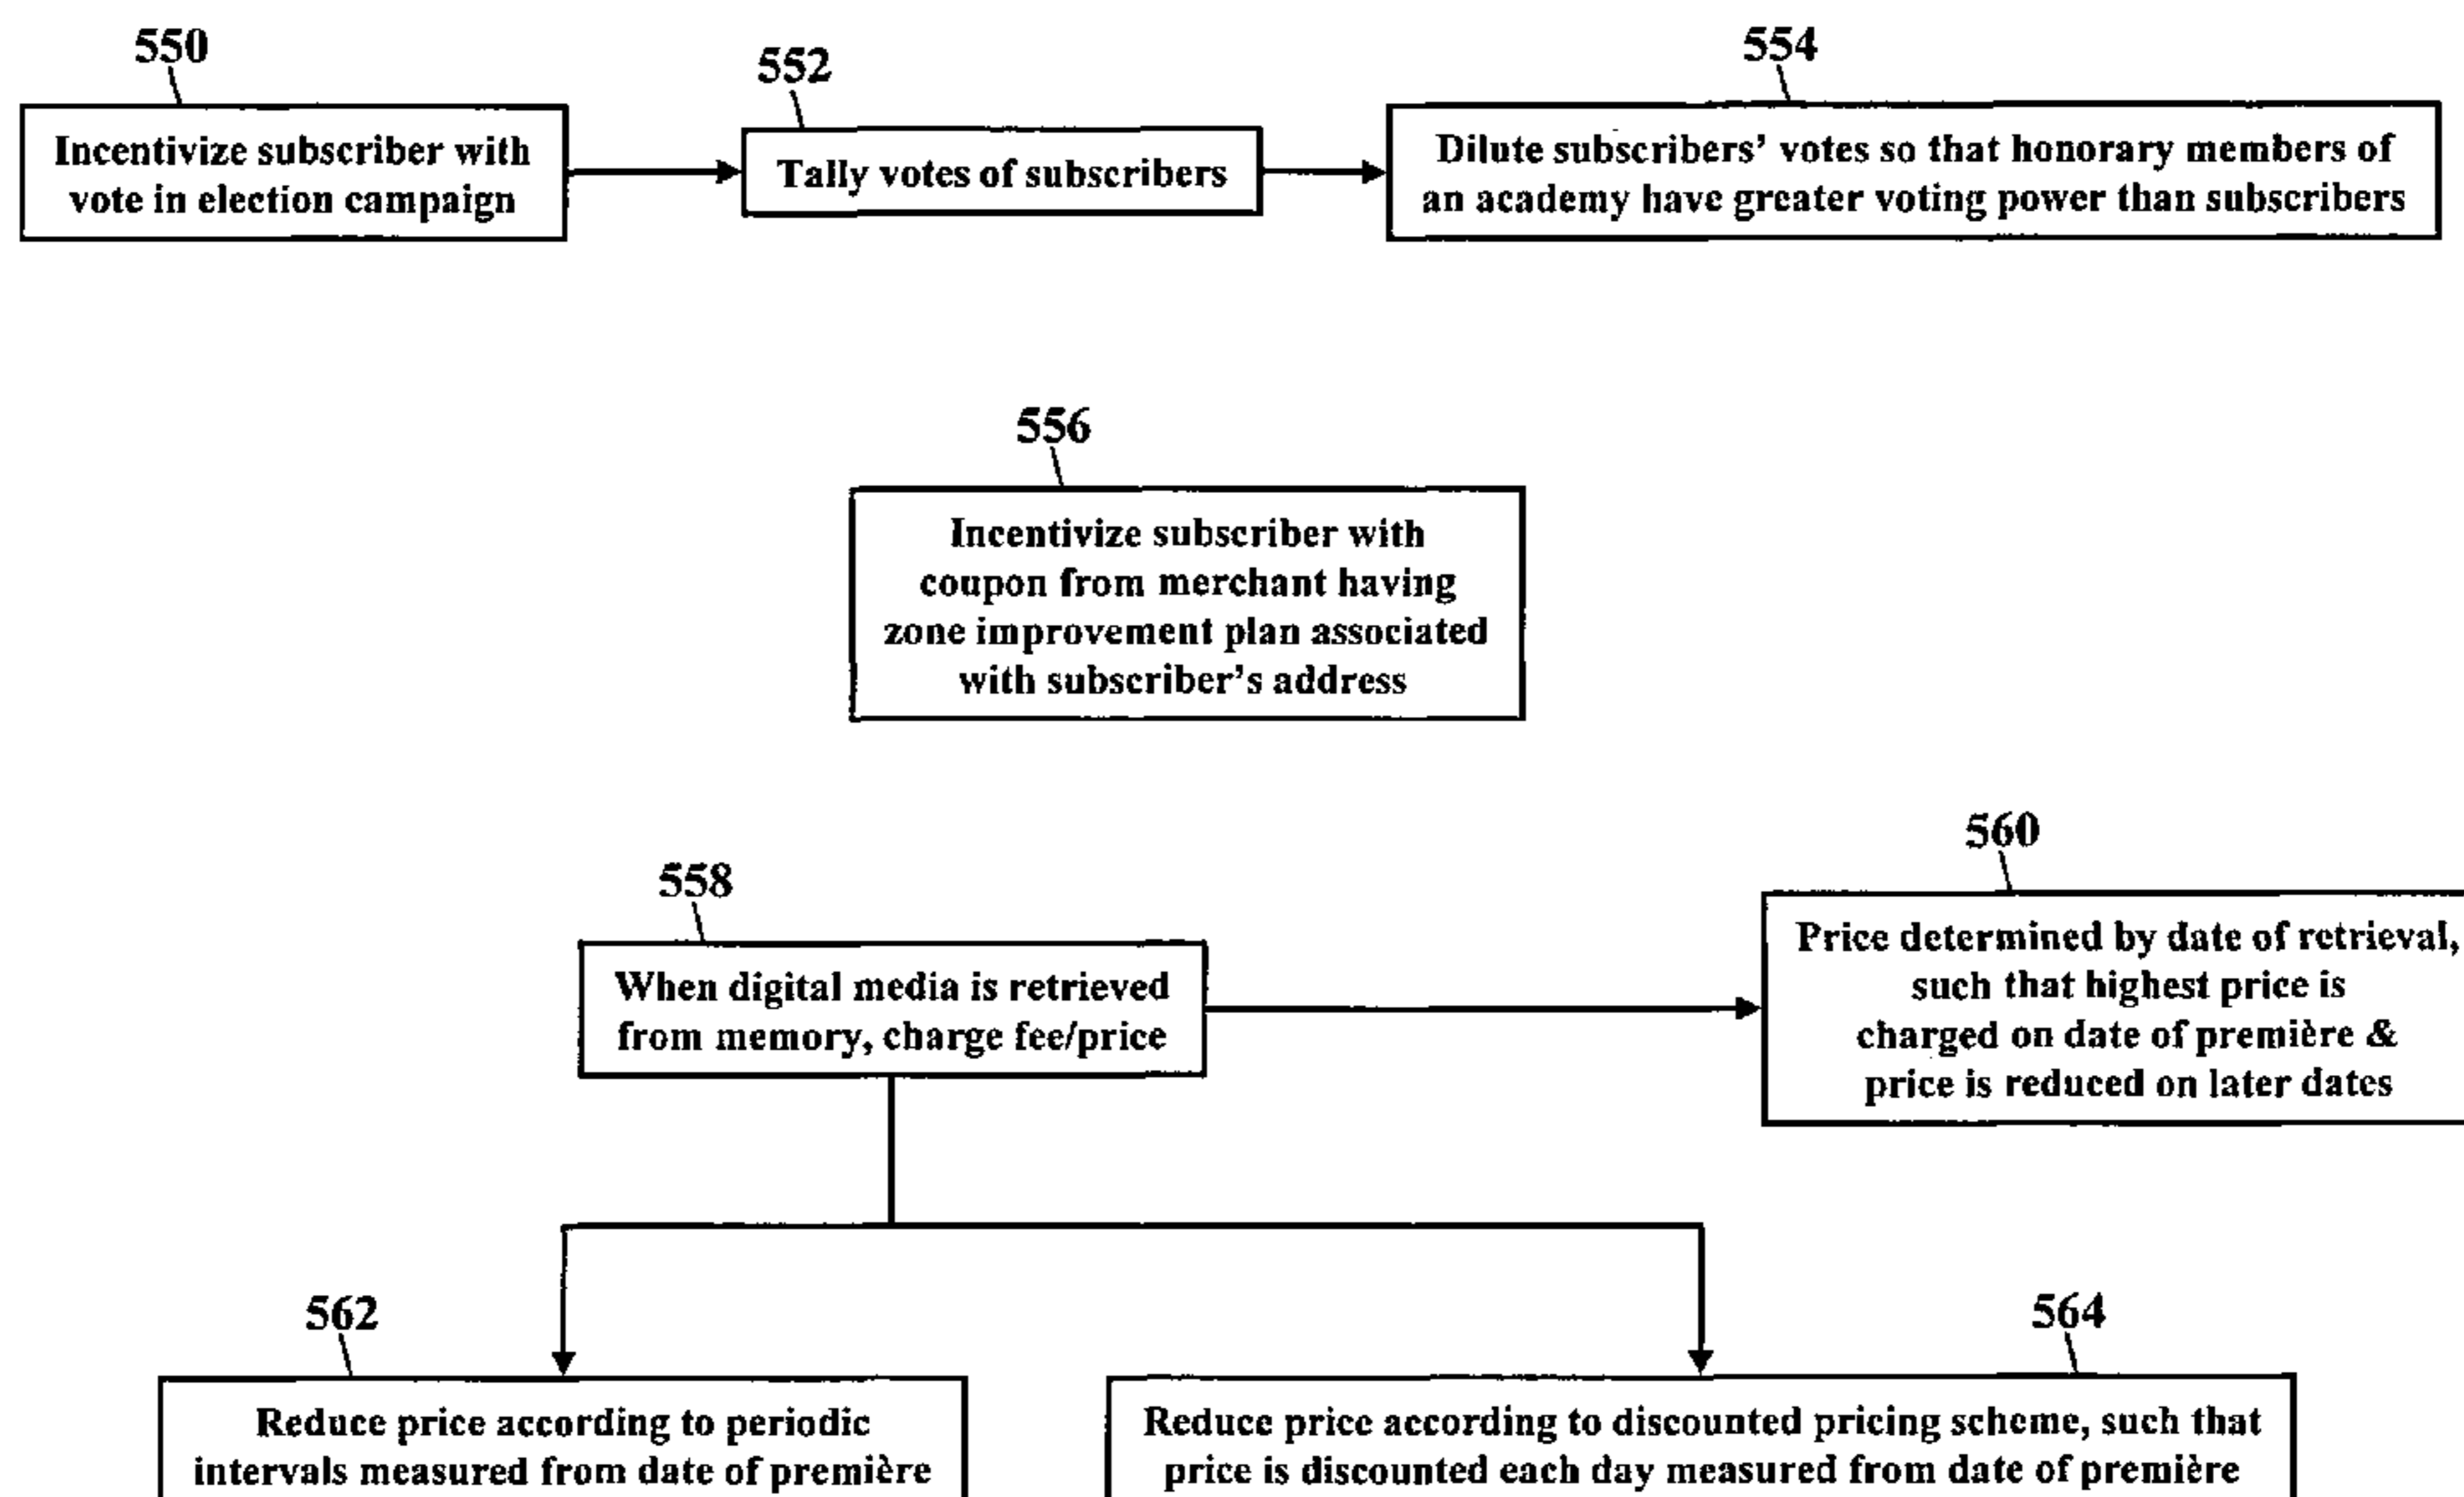 550
Incentivize subscriber with
vote in election campaign
552
Tally votes of subscribers
554
Dilute subscribers' votes so that honorary members of
an academy have greater voting power than subscribers
556
Incentivize subscriber with
coupon from merchant having
zone improvement plan associated
with subscriber's address
558
When digital media is retrieved
from memory, charge fee/price
560
Price determined by date of retrieval,
such that highest price is
charged on date of première &
price is reduced on later dates
562
Reduce price according to periodic
intervals measured from date of première
564
Reduce price according to discounted pricing scheme, such that
price is discounted each day measured from date of première